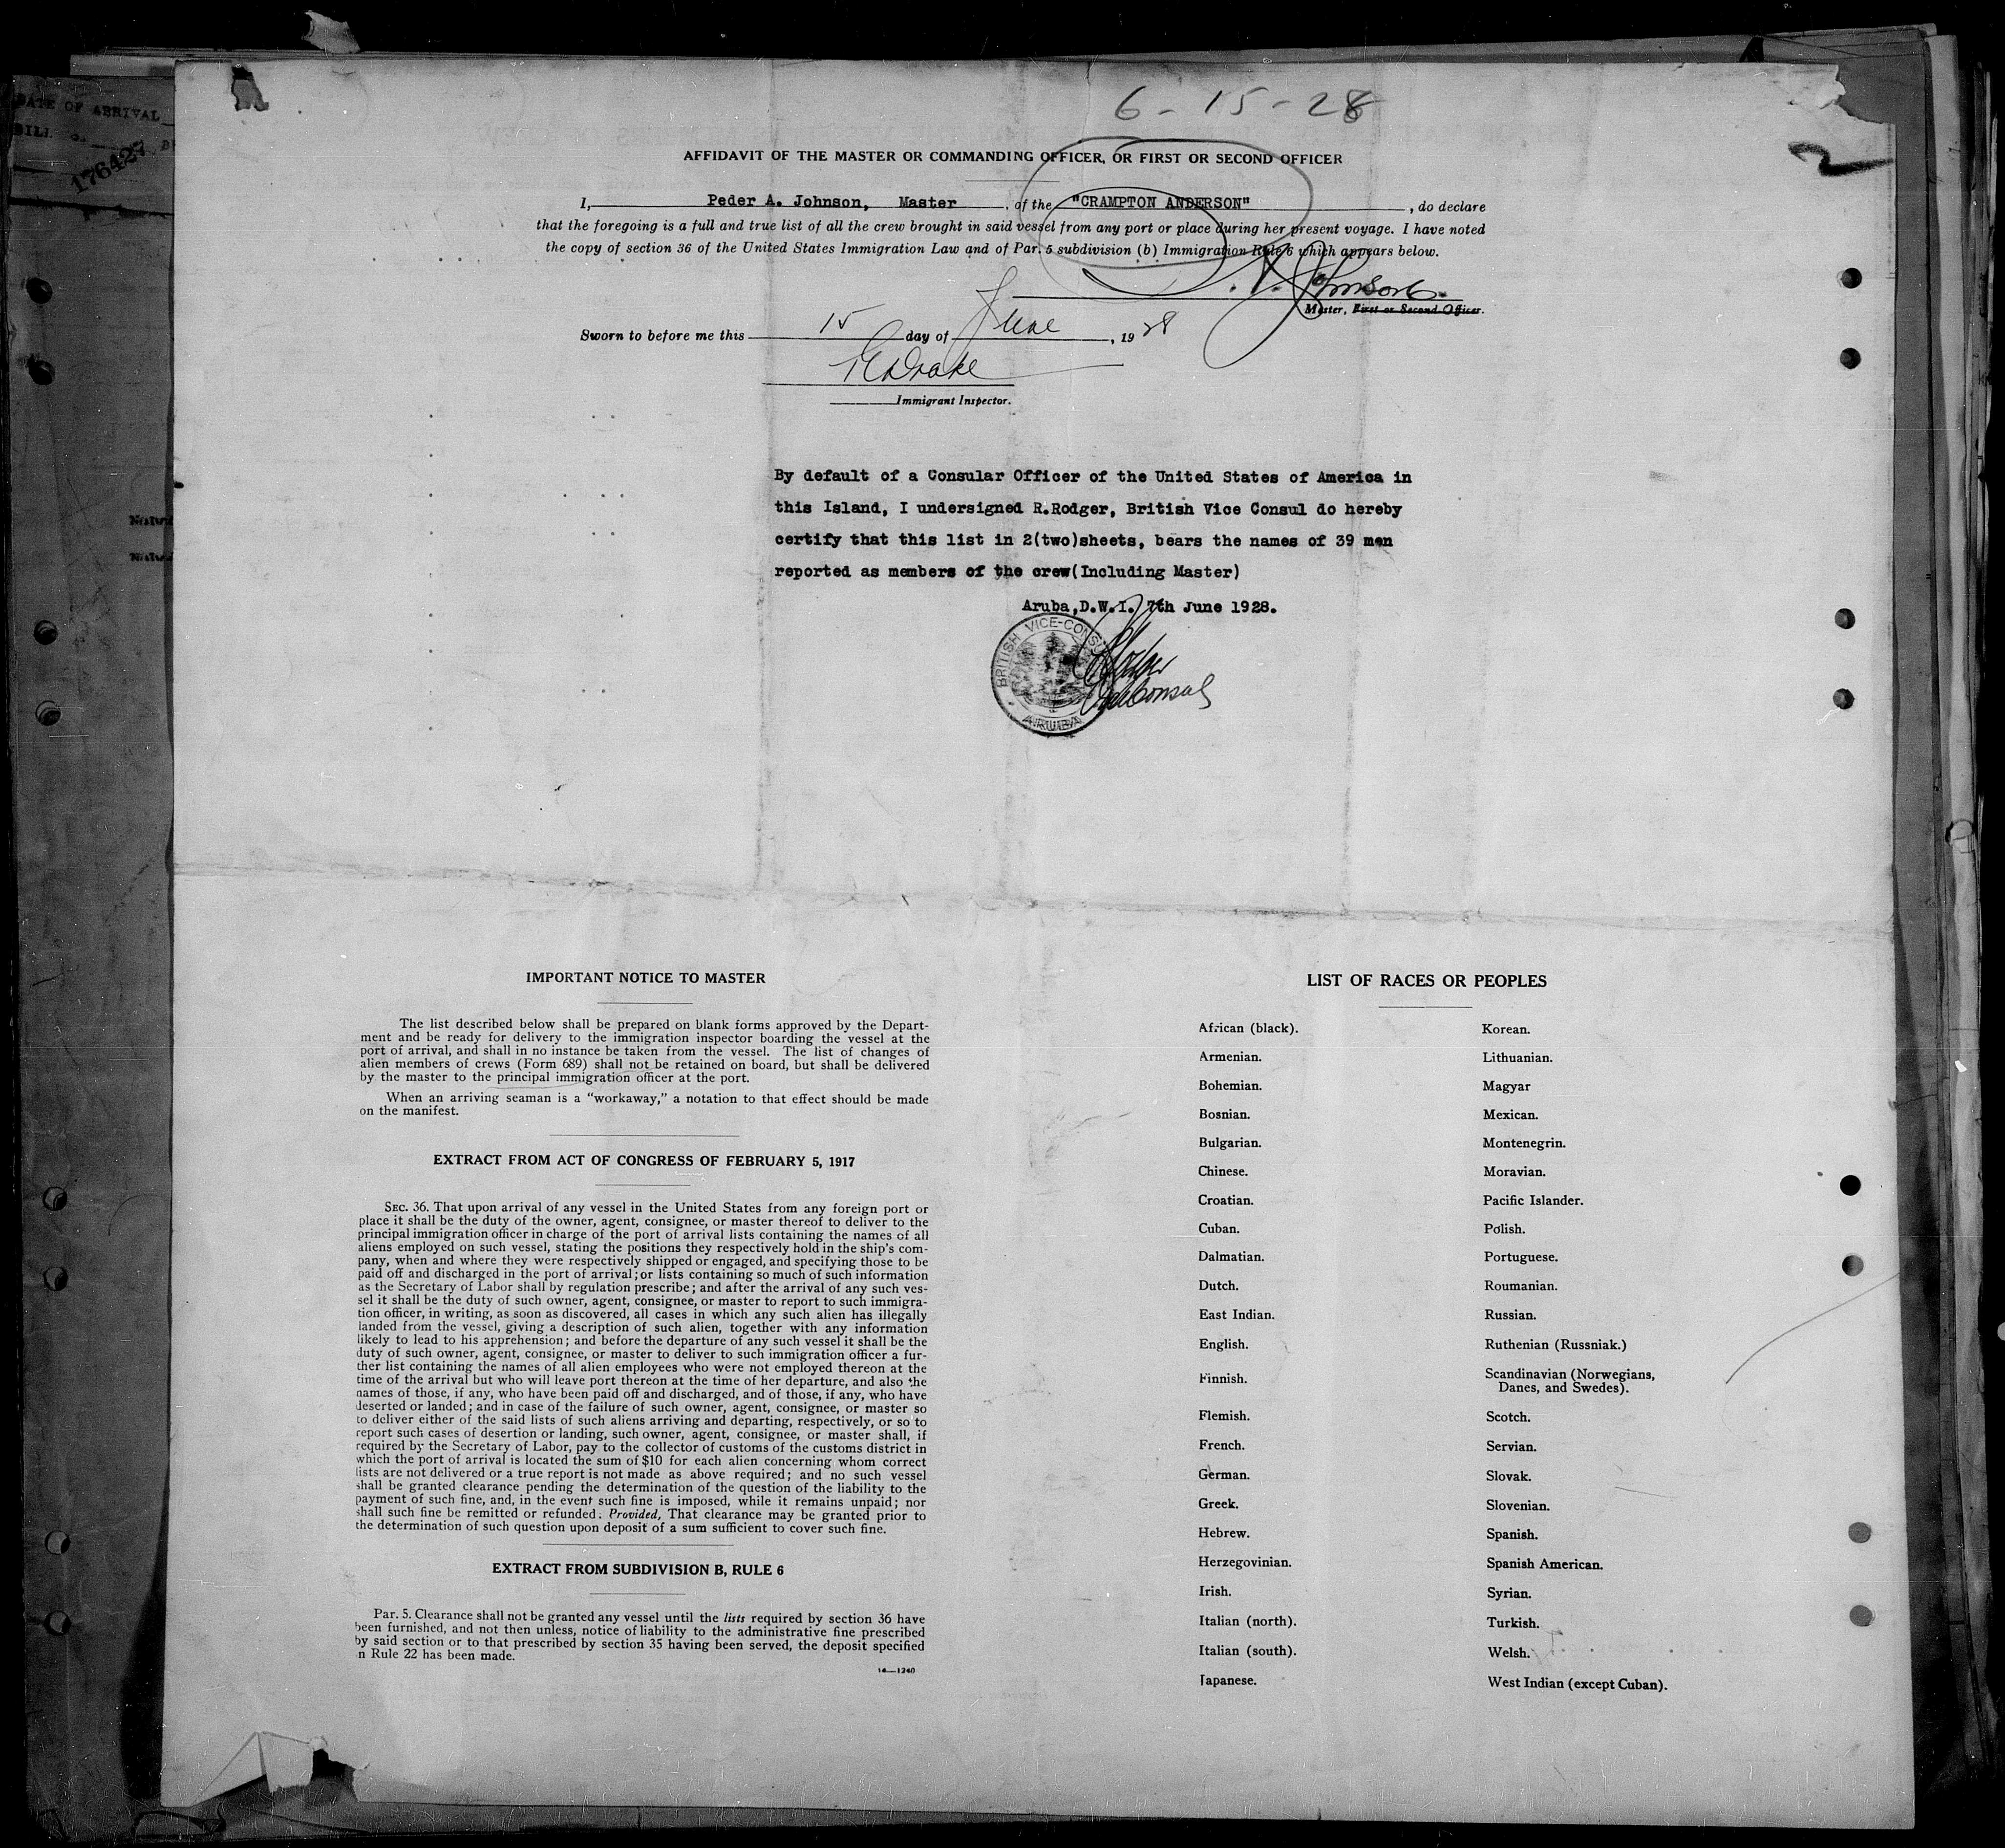 6-15-28
DATE OF ARRIVAL
176427
AFFIDAVIT OF THE MASTER OR COMMANDING OFFICER, OR FIRST OR SECOND OFFICER
I, Peder A. Johnson, Master, of the "CRAMPTON ANDERSON", do declare
that the foregoing is a full and true list of all the crew brought in said vessel from any port or place during her present voyage. I have noted
the copy of section 36 of the United States Immigration Law and of Par. 5 subdivision (b) Immigration Rule 6 which appears below.
Johnson
Master, First or Second Officer.
Sworn to before me this 15 day of June, 1928
Drake
Immigrant Inspector.
By default of a Consular Officer of the United States of America in
this Island, I undersigned R.Rodger, British Vice Consul do hereby
certify that this list in 2(two)sheets, bears the names of 39 men
reported as members of the crew(Including Master)
Aruba,D.W.I. 7th June 1928.
BRITISH VICE-CONSU
ARUBA
IMPORTANT NOTICE TO MASTER
The list described below shall be prepared on blank forms approved by the Depart-
ment and be ready for delivery to the immigration inspector boarding the vessel at the
port of arrival, and shall in no instance be taken from the vessel. The list of changes of
alien members of crews (Form 689) shall not be retained on board, but shall be delivered
by the master to the principal immigration officer at the port.
When an arriving seaman is a "workaway," a notation to that effect should be made
on the manifest.
EXTRACT FROM ACT OF CONGRESS OF FEBRUARY 5, 1917
SEC. 36. That upon arrival of any vessel in the United States from any foreign port or
place it shall be the duty of the owner, agent, consignee, or master thereof to deliver to the
principal immigration officer in charge of the port of arrival lists containing the names of all
aliens employed on such vessel, stating the positions they respectively hold in the ship's com-
pany, when and where they were respectively shipped or engaged, and specifying those to be
paid off and discharged in the port of arrival; or lists containing so much of such information
as the Secretary of Labor shall by regulation prescribe; and after the arrival of any such ves-
sel it shall be the duty of such owner, agent, consignee, or master to report to such immigra-
tion officer, in writing, as soon as discovered, all cases in which any such alien has illegally
landed from the vessel, giving a description of such alien, together with any information
likely to lead to his apprehension; and before the departure of any such vessel it shall be the
duty of such owner, agent, consignee, or master to deliver to such immigration officer a fur-
ther list containing the names of all alien employees who were not employed thereon at the
time of the arrival but who will leave port thereon at the time of her departure, and also the
names of those, if any, who have been paid off and discharged, and of those, if any, who have
deserted or landed; and in case of the failure of such owner, agent, consignee, or master so
to deliver either of the said lists of such aliens arriving and departing, respectively, or so to
report such cases of desertion or landing, such owner, agent, consignee, or master shall, if
required by the Secretary of Labor, pay to the collector of customs of the customs district in
which the port of arrival is located the sum of $10 for each alien concerning whom correct
lists are not delivered or a true report is not made as above required; and no such vessel
shall be granted clearance pending the determination of the question of the liability to the
payment of such fine, and, in the event such fine is imposed, while it remains unpaid; nor
shall such fine be remitted or refunded: Provided, That clearance may be granted prior to
the determination of such question upon deposit of a sum sufficient to cover such fine.
EXTRACT FROM SUBDIVISION B, RULE 6
Par. 5. Clearance shall not be granted any vessel until the lists required by section 36 have
been furnished, and not then unless, notice of liability to the administrative fine prescribed
by said section or to that prescribed by section 35 having been served, the deposit specified
n Rule 22 has been made.
14—1240
LIST OF RACES OR PEOPLES
African (black).
Armenian.
Bohemian.
Bosnian.
Bulgarian.
Chinese.
Croatian.
Cuban.
Dalmatian.
Dutch.
East Indian.
English.
Finnish.
Flemish.
French.
German.
Greek.
Hebrew.
Herzegovinian.
Irish.
Italian (north).
Italian (south).
Japanese.
Korean.
Lithuanian.
Magyar
Mexican.
Montenegrin.
Moravian.
Pacific Islander.
Polish.
Portuguese.
Roumanian.
Russian.
Ruthenian (Russniak.)
Scandinavian (Norwegians,
Danes, and Swedes).
Scotch.
Servian.
Slovak.
Slovenian.
Spanish.
Spanish American.
Syrian.
Turkish.
Welsh.
West Indian (except Cuban).